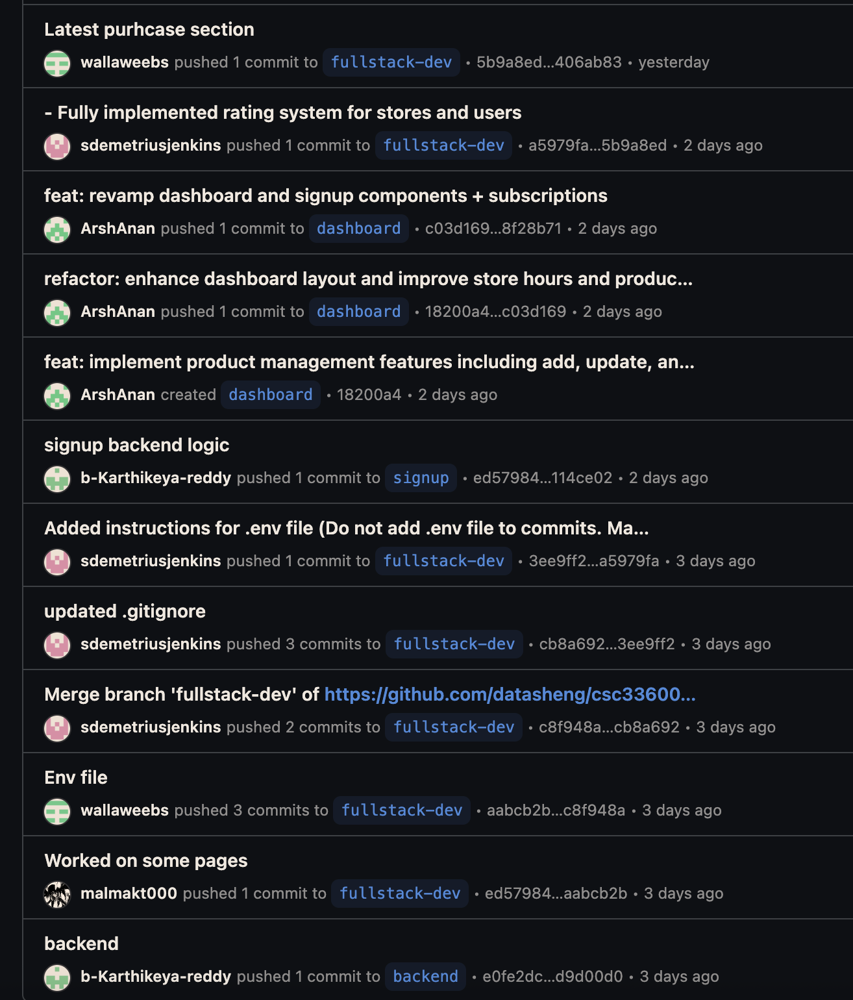 Latest purhcase section
wallaweebs pushed 1 commit to fullstack-dev • 5b9a8ed...406ab83 • yesterday
- Fully implemented rating system for stores and users
sdemetriusjenkins pushed 1 commit to fullstack-dev • a5979fa...5b9a8ed • 2 days ago
feat: revamp dashboard and signup components + subscriptions
ArshAnan pushed 1 commit to dashboard • c03d169...8f28b71 • 2 days ago
refactor: enhance dashboard layout and improve store hours and produc...
ArshAnan pushed 1 commit to dashboard • 18200a4...c03d169 • 2 days ago
feat: implement product management features including add, update, an...
ArshAnan created dashboard • 18200a4 • 2 days ago
signup backend logic
b-Karthikeya-reddy pushed 1 commit to signup • ed57984...114ce02 • 2 days ago
Added instructions for .env file (Do not add .env file to commits. Ma...
sdemetriusjenkins pushed 1 commit to fullstack-dev • 3ee9ff2...a5979fa • 3 days ago
updated .gitignore
sdemetriusjenkins pushed 3 commits to fullstack-dev • cb8a692...3ee9ff2 • 3 days ago
Merge branch 'fullstack-dev' of https://github.com/datasheng/csc33600...
sdemetriusjenkins pushed 2 commits to fullstack-dev • c8f948a...cb8a692 • 3 days ago
Env file
wallaweebs pushed 3 commits to fullstack-dev • aabcb2b...c8f948a • 3 days ago
Worked on some pages
malmakt000 pushed 1 commit to fullstack-dev • ed57984...aabcb2b • 3 days ago
backend
b-Karthikeya-reddy pushed 1 commit to backend • e0fe2dc...d9d00d0 • 3 days ago